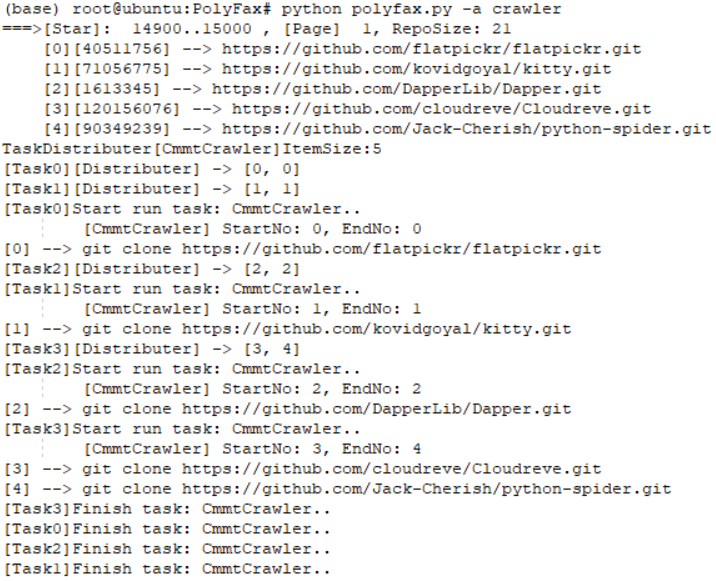 (base) root@ubuntu:PolyFax# python polyfax.py -a crawler
===>[Star]:  14900..15000 , [Page]  1, RepoSize: 21
[0][40511756] --> https://github.com/flatpickr/flatpickr.git
[1][71056775] --> https://github.com/kovidgoyal/kitty.git
[2][1613345] --> https://github.com/DapperLib/Dapper.git
[3][120156076] --> https://github.com/cloudreve/Cloudreve.git
[4][90349239] --> https://github.com/Jack-Cherish/python-spider.git
TaskDistributer[CmmtCrawler]ItemSize:5
[Task0][Distributer] -> [0, 0]
[Task1][Distributer] -> [1, 1]
[Task0]Start run task: CmmtCrawler..
[CmmtCrawler] StartNo: 0, EndNo: 0
[0] --> git clone https://github.com/flatpickr/flatpickr.git
[Task2][Distributer] -> [2, 2]
[Task1]Start run task: CmmtCrawler..
[CmmtCrawler] StartNo: 1, EndNo: 1
[1] --> git clone https://github.com/kovidgoyal/kitty.git
[Task3][Distributer] -> [3, 4]
[Task2]Start run task: CmmtCrawler..
[CmmtCrawler] StartNo: 2, EndNo: 2
[2] --> git clone https://github.com/DapperLib/Dapper.git
[Task3]Start run task: CmmtCrawler..
[CmmtCrawler] StartNo: 3, EndNo: 4
[3] --> git clone https://github.com/cloudreve/Cloudreve.git
[4] --> git clone https://github.com/Jack-Cherish/python-spider.git
[Task3]Finish task: CmmtCrawler..
[Task0]Finish task: CmmtCrawler..
[Task2]Finish task: CmmtCrawler..
[Task1]Finish task: CmmtCrawler..